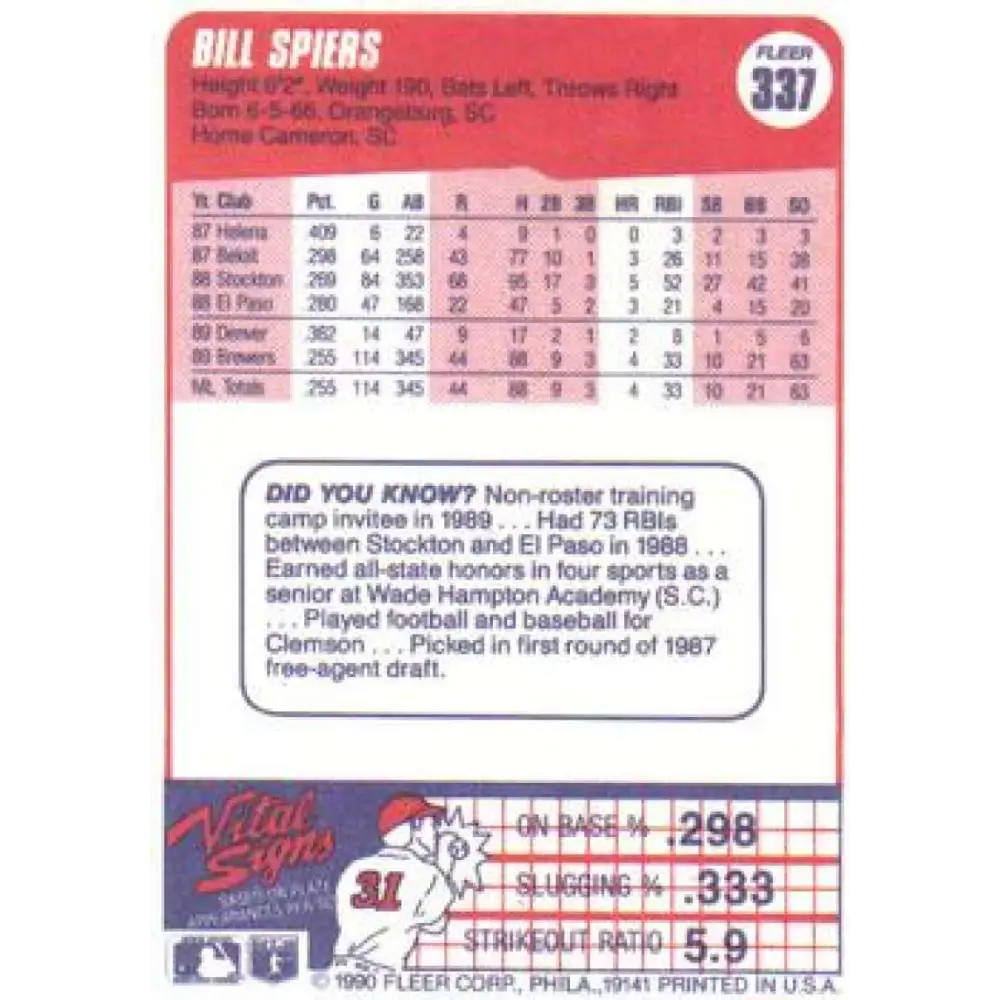 BILL SPIERS
FLEER
337
Height 6'2", Weight 190, Bats Left, Throws Right
Born 6-5-66, Orangeburg, SC
Home Cameron, SC
Yr. Club Pct. G AB R H 2B 3B HR RBI SB BB SO
87 Helena .409 6 22 4 9 1 0 0 3 2 3 3
87 Beloit .298 64 258 43 77 10 1 3 26 11 15 38
88 Stockton .269 84 353 68 95 17 3 5 52 27 42 41
88 El Paso .280 47 168 22 47 5 2 3 21 4 15 20
89 Denver .362 14 47 9 17 2 1 2 8 1 5 6
89 Brewers .255 114 345 44 88 9 3 4 33 10 21 63
ML Totals .255 114 345 44 88 9 3 4 33 10 21 63
DID YOU KNOW? Non-roster training
camp invitee in 1989 . . . Had 73 RBIs
between Stockton and El Paso in 1988 . . .
Earned all-state honors in four sports as a
senior at Wade Hampton Academy (S.C.)
. . . Played football and baseball for
Clemson . . . Picked in first round of 1987
free-agent draft.
Vital
Signs
BASED ON PLATE
APPEARANCES
31
ON BASE % .298
SLUGGING % .333
STRIKEOUT RATIO 5.9
© 1990 FLEER CORP., PHILA., 19141 PRINTED IN U.S.A.